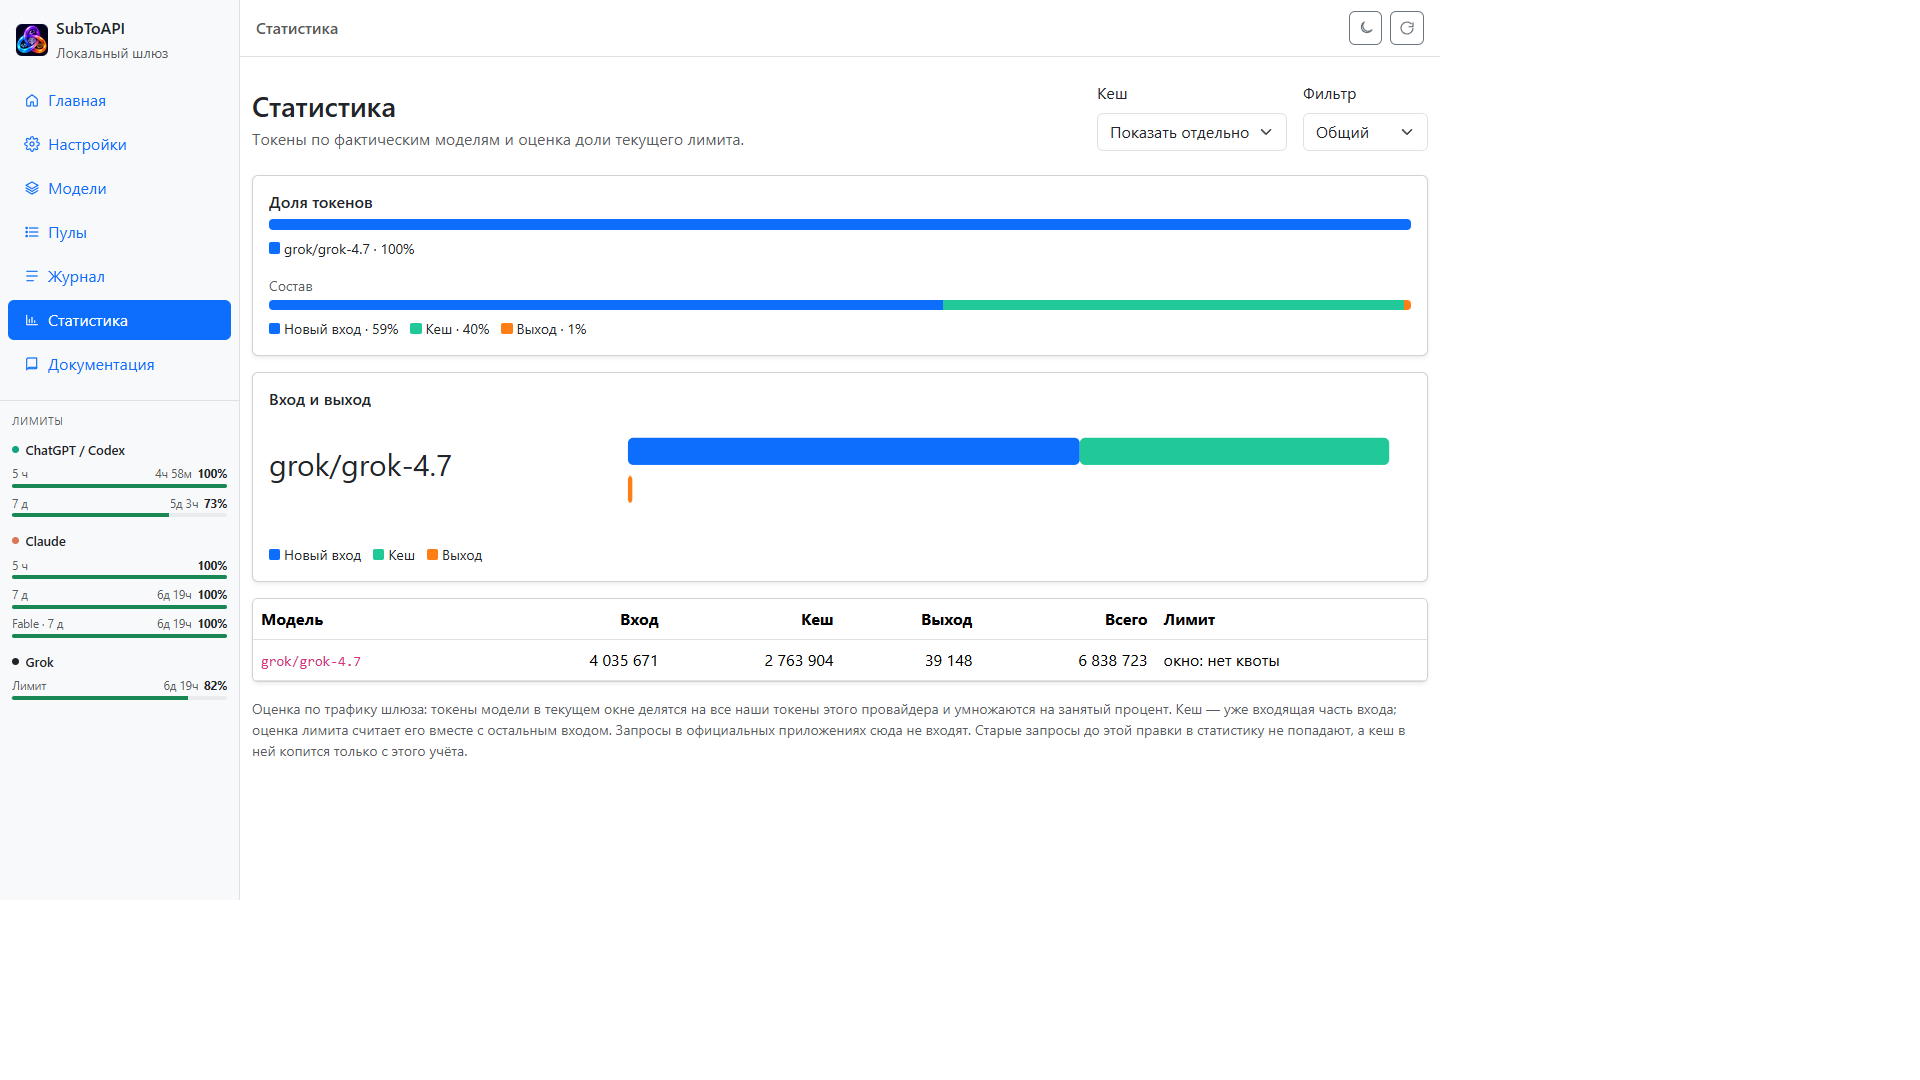 SubToAPI
Локальный шлюз
Главная
Настройки
Модели
Пулы
Журнал
Статистика
Документация
ЛИМИТЫ
ChatGPT / Codex
5 ч 4ч 58м 100%
7 д 5д 3ч 73%
Claude
5 ч 100%
7 д 6д 19ч 100%
Fable · 7 д 6д 19ч 100%
Grok
Лимит 6д 19ч 82%
Статистика
Статистика
Токены по фактическим моделям и оценка доли текущего лимита.
Кеш
Показать отдельно
Фильтр
Общий
Доля токенов
grok/grok-4.7 · 100%
Состав
Новый вход · 59% Кеш · 40% Выход · 1%
Вход и выход
grok/grok-4.7
Новый вход Кеш Выход
Модель Вход Кеш Выход Всего Лимит
grok/grok-4.7 4 035 671 2 763 904 39 148 6 838 723 окно: нет квоты
Оценка по трафику шлюза: токены модели в текущем окне делятся на все наши токены этого провайдера и умножаются на занятый процент. Кеш — уже входящая часть входа;
оценка лимита считает его вместе с остальным входом. Запросы в официальных приложениях сюда не входят. Старые запросы до этой правки в статистику не попадают, а кеш в
ней копится только с этого учёта.